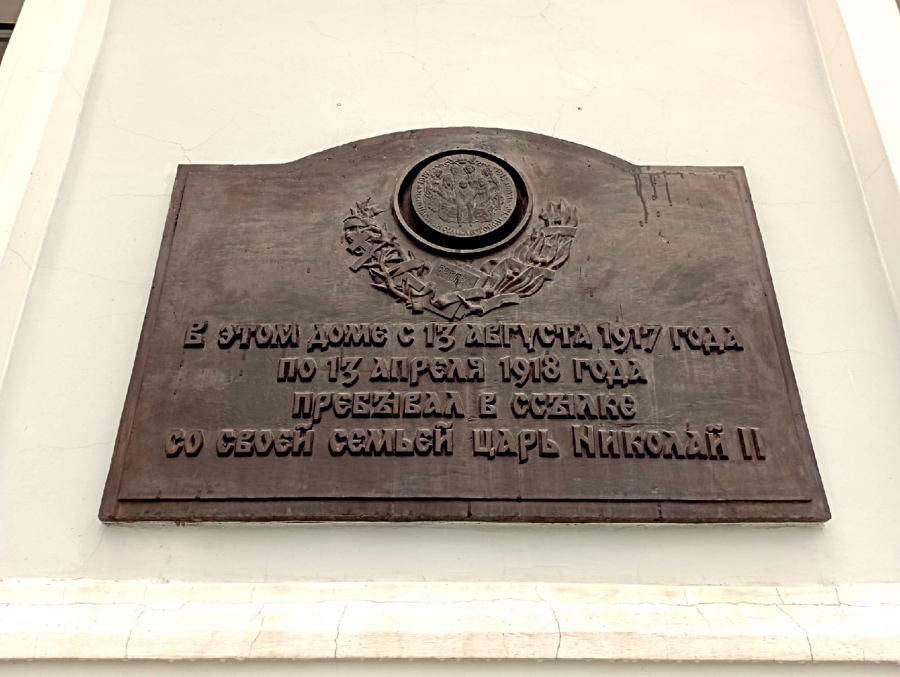 В ЭТОМ ДОМЕ С 13 АВГУСТА 1917 ГОДА
ПО 13 АПРЕЛЯ 1918 ГОДА
ПРЕБЫВАЛ В ССЫЛКЕ
СО СВОЕЙ СЕМЬЕЙ ЦАРЬ НИКОЛАЙ II